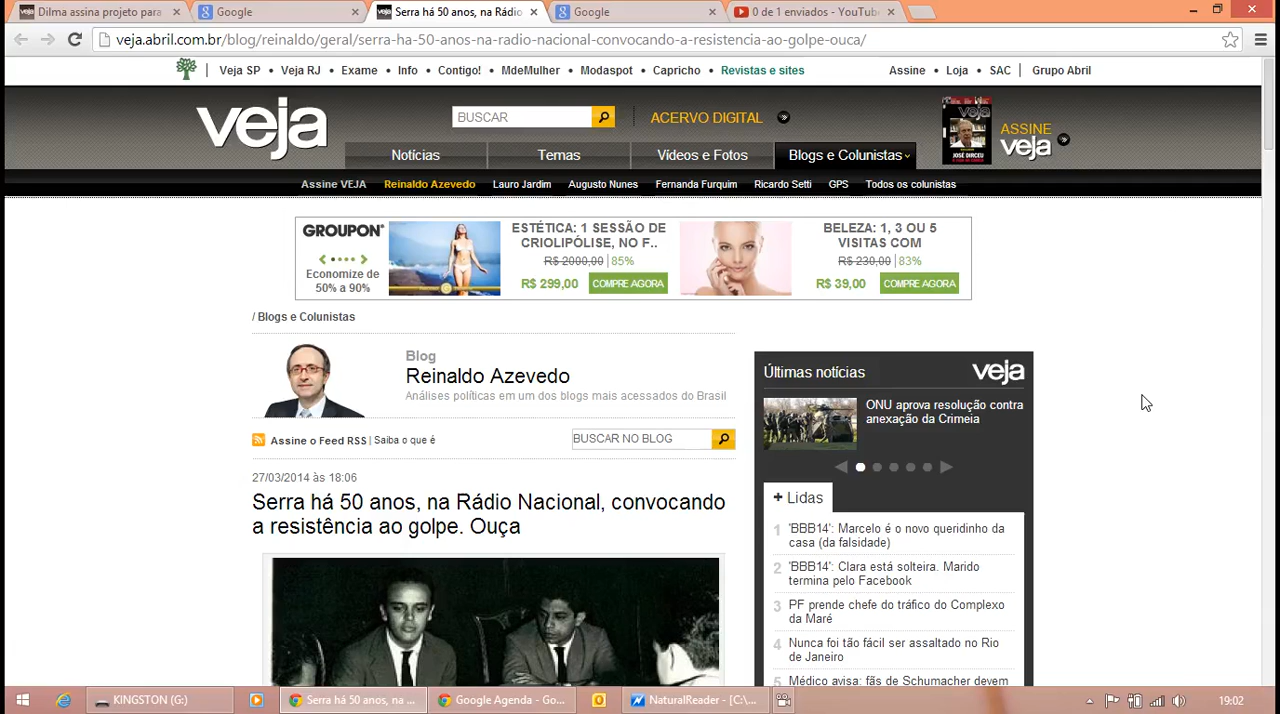 Dilma assina projeto para
Google
Serra há 50 anos, na Rádio
Google
0 de 1 enviados - YouTube
veja.abril.com.br/blog/reinaldo/geral/serra-ha-50-anos-na-radio-nacional-convocando-a-resistencia-ao-golpe-ouca/
Veja SP • Veja RJ • Exame • Info • Contigo! • MdeMulher • Modaspot • Capricho • Revistas e sites
Assine • Loja • SAC | Grupo Abril
veja
BUSCAR
ACERVO DIGITAL
veja
JOSÉ DIRCEU
ASSINE
veja
Notícias
Temas
Vídeos e Fotos
Blogs e Colunistas
Assine VEJA
Reinaldo Azevedo
Lauro Jardim
Augusto Nunes
Fernanda Furquim
Ricardo Setti
GPS
Todos os colunistas
GROUPON
Economize de
50% a 90%
ESTÉTICA: 1 SESSÃO DE
CRIOLIPÓLISE, NO F..
R$ 2000,00 | 85%
R$ 299,00 COMPRE AGORA
BELEZA: 1, 3 OU 5
VISITAS COM
R$ 230,00 | 83%
R$ 39,00 COMPRE AGORA
/ Blogs e Colunistas
Blog
Reinaldo Azevedo
Análises políticas em um dos blogs mais acessados do Brasil
Assine o Feed RSS | Saiba o que é
BUSCAR NO BLOG
27/03/2014 às 18:06
Serra há 50 anos, na Rádio Nacional, convocando
a resistência ao golpe. Ouça
Últimas notícias
veja
ONU aprova resolução contra
anexação da Crimeia
+ Lidas
1 'BBB14': Marcelo é o novo queridinho da
casa (da falsidade)
2 'BBB14': Clara está solteira. Marido
termina pelo Facebook
3 PF prende chefe do tráfico do Complexo
da Maré
4 Nunca foi tão fácil ser assaltado no Rio
de Janeiro
5 Médico avisa: fãs de Schumacher devem
KINGSTON (G:)
Serra há 50 anos, na ...
Google Agenda - Go...
NaturalReader - [C:\...
19:02